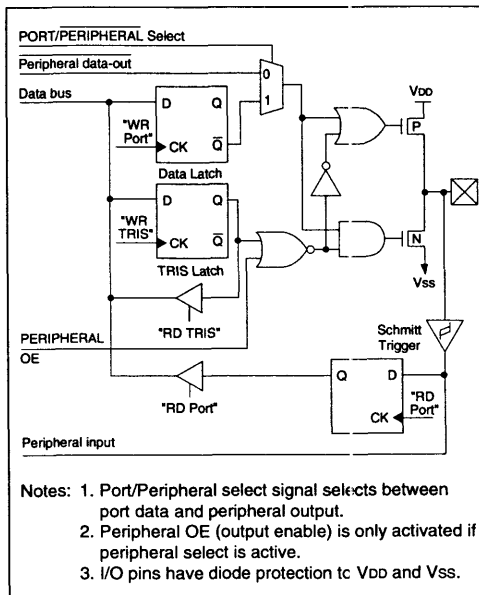 PORT/PERIPHERAL Select
Peripheral data-out
Data bus
0
1
VDD
P
D
Q
"WR
Port"
CK
Q
Data Latch
D
Q
"WR
TRIS"
CK
Q
TRIS Latch
N
Vss
"RD TRIS"
PERIPHERAL
OE
Schmitt
Trigger
Q
D
"RD
Port"
CK
"RD Port"
Peripheral input
Notes: 1. Port/Peripheral select signal selects between
port data and peripheral output.
2. Peripheral OE (output enable) is only activated if
peripheral select is active.
3. I/O pins have diode protection to VDD and Vss.